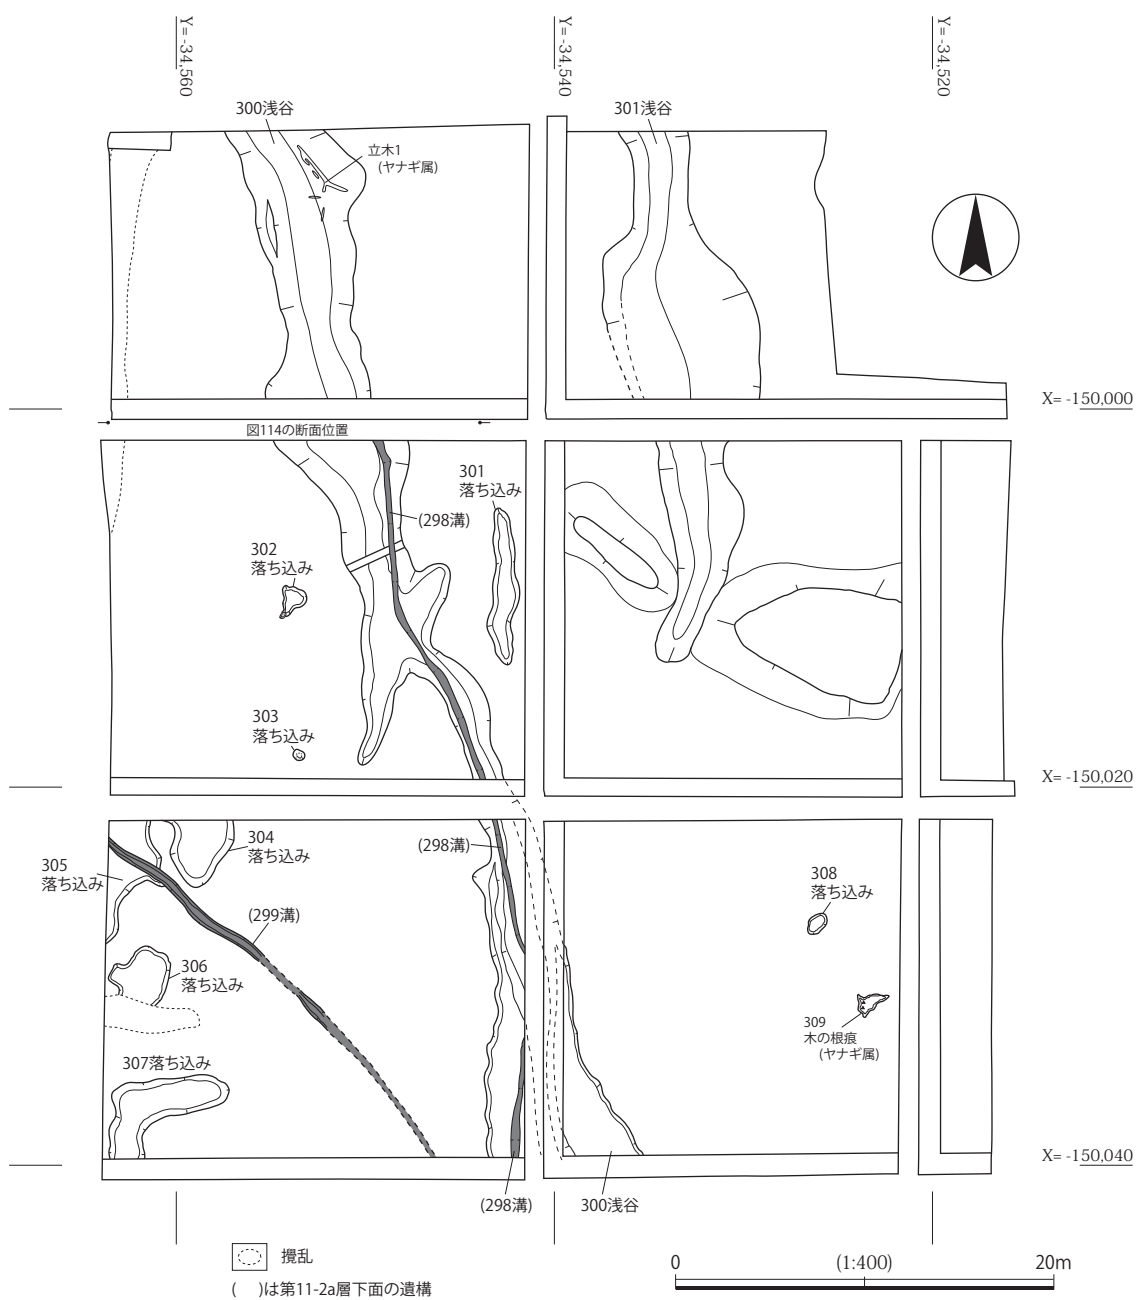 Y= -34,560
Y= -34,540
Y= -34,520
300浅谷
301浅谷
立木1
(ヤナギ属)
X= -150,000
図114の断面位置
301
落ち込み
(298溝)
302
落ち込み
303
落ち込み
X= -150,020
304
落ち込み
(298溝)
305
落ち込み
308
落ち込み
(299溝)
306
落ち込み
309
木の根痕
(ヤナギ属)
307落ち込み
X= -150,040
(298溝)
300浅谷
攪乱
0
(1:400)
20m
( )は第11-2a層下面の遺構